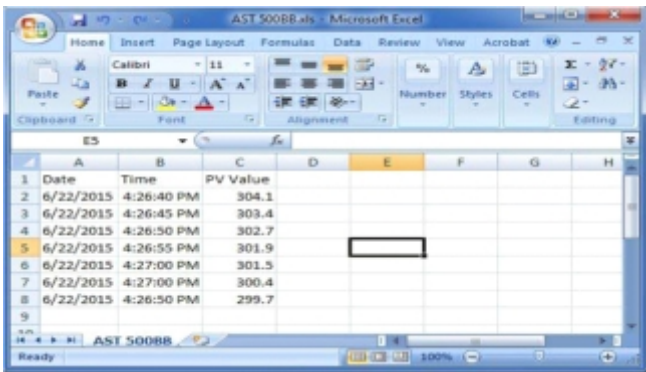 AST 500BB.xls - Microsoft Excel
Home Insert Page Layout Formulas Data Review View Acrobat
Paste
Calibri 11
B I U A A
A
%
Number
Styles
Cells
Σ
Clipboard Font Alignment Editing
E5 fx
A B C D E F G H
1 Date Time PV Value
2 6/22/2015 4:26:40 PM 304.1
3 6/22/2015 4:26:45 PM 303.4
4 6/22/2015 4:26:50 PM 302.7
5 6/22/2015 4:26:55 PM 301.9
6 6/22/2015 4:27:00 PM 301.5
7 6/22/2015 4:27:00 PM 300.4
8 6/22/2015 4:26:50 PM 299.7
9
10
AST 500BB
Ready 100%